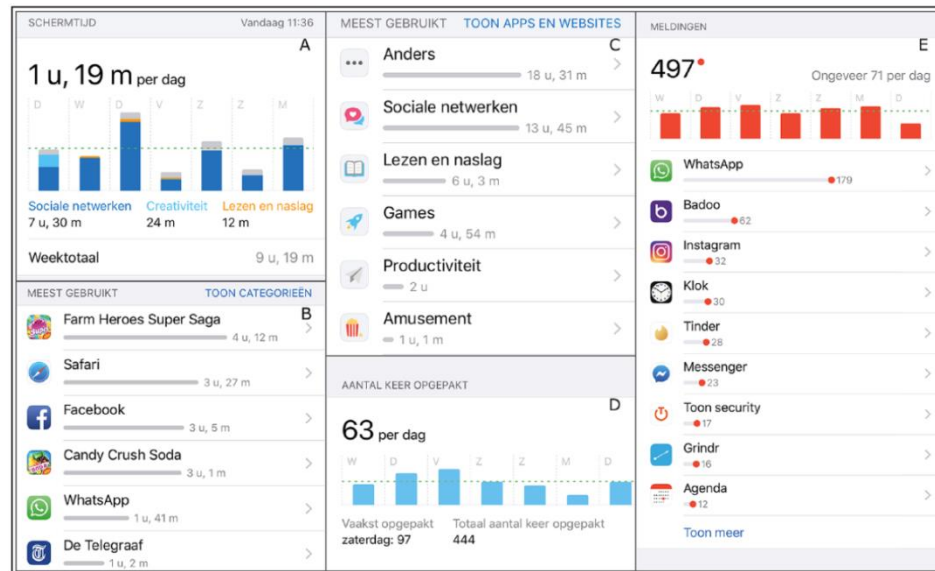 SCHERMTIJD Vandaag 11:36
A
1 u, 19 m per dag
D W D V Z Z M
Sociale netwerken Creativiteit Lezen en naslag
7 u, 30 m 24 m 12 m
Weektotaal 9 u, 19 m
MEEST GEBRUIKT TOON CATEGORIEËN
B
Farm Heroes Super Saga
4 u, 12 m
Safari
3 u, 27 m
Facebook
3 u, 5 m
Candy Crush Soda
3 u, 1 m
WhatsApp
1 u, 41 m
De Telegraaf
1 u, 2 m
MEEST GEBRUIKT TOON APPS EN WEBSITES
C
Anders
18 u, 31 m
Sociale netwerken
13 u, 45 m
Lezen en naslag
6 u, 3 m
Games
4 u, 54 m
Productiviteit
2 u
Amusement
1 u, 1 m
AANTAL KEER OPGEPAKT
D
63 per dag
W D V Z Z M D
Vaakst opgepakt Totaal aantal keer opgepakt
zaterdag: 97 444
MELDINGEN
E
497 Ongeveer 71 per dag
W D V Z Z M D
WhatsApp
179
Badoo
62
Instagram
32
Klok
30
Tinder
28
Messenger
23
Toon security
17
Grindr
16
Agenda
12
Toon meer